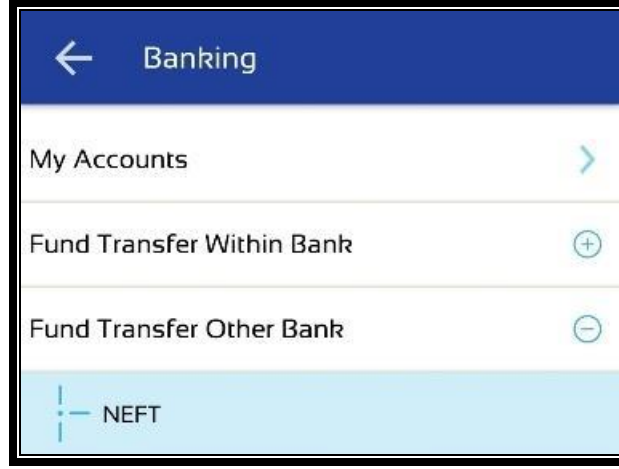 Banking
My Accounts
Fund Transfer Within Bank
Fund Transfer Other Bank
NEFT